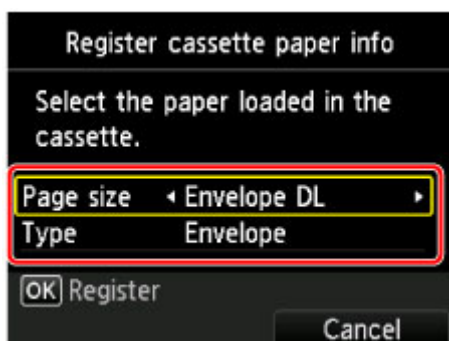 Register cassette paper info
Select the paper loaded in the
cassette.
Page size Envelope DL
Type Envelope
OK Register
Cancel